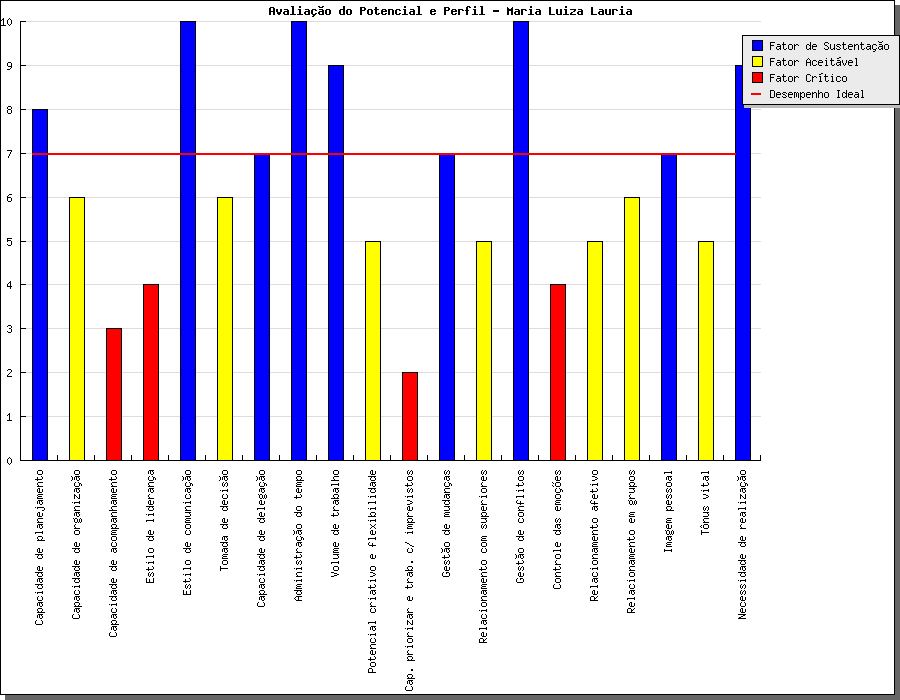 Avaliação do Potencial e Perfil - Maria Luiza Lauria
Fator de Sustentação
Fator Aceitável
Fator Crítico
Desempenho Ideal
10
9
8
7
6
5
4
3
2
1
0
Capacidade de planejamento
Capacidade de organização
Capacidade de acompanhamento
Estilo de liderança
Estilo de comunicação
Tomada de decisão
Capacidade de delegação
Administração do tempo
Volume de trabalho
Potencial criativo e flexibilidade
Cap. priorizar e trab. c/ imprevistos
Gestão de mudanças
Relacionamento com superiores
Gestão de conflitos
Controle das emoções
Relacionamento afetivo
Relacionamento em grupos
Imagem pessoal
Tônus vital
Necessidade de realização